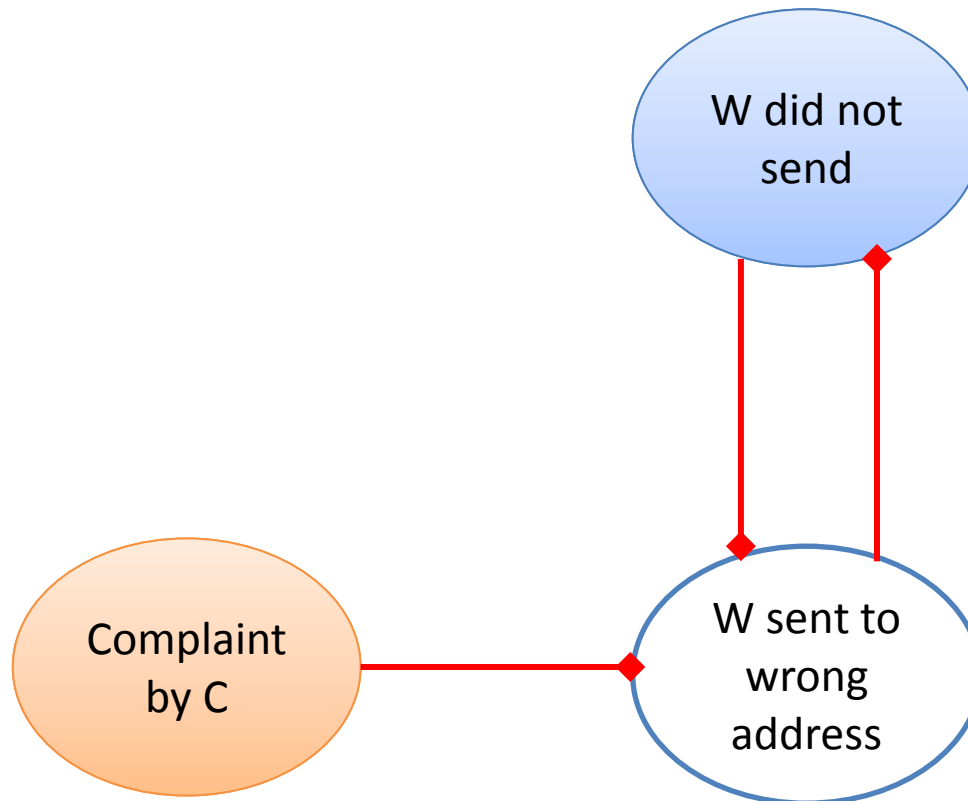 W did not
send
Complaint
by C
W sent to
wrong
address